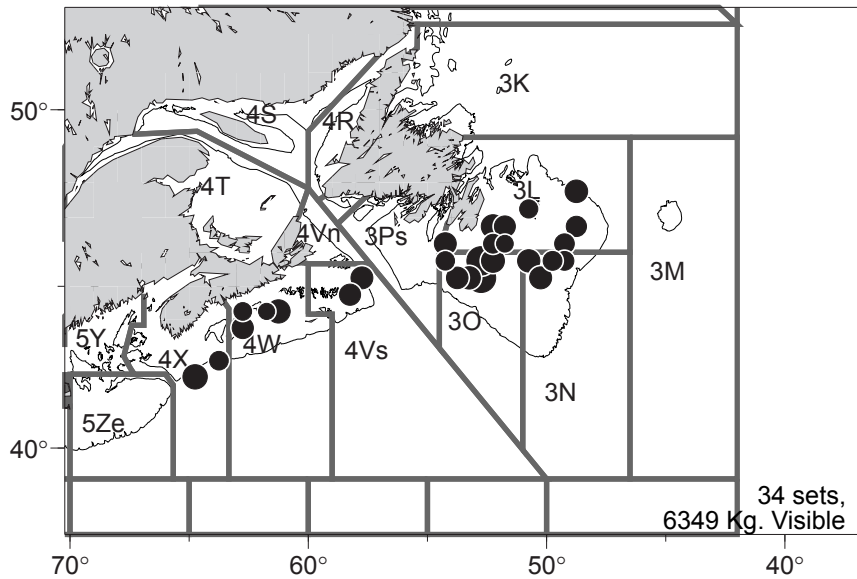 50°
40°
3K
4S
4R
4T
3L
4Vn
3Ps
3M
5Y
3O
4X
4W
4Vs
3N
5Ze
34 sets,
6349 Kg. Visible
70°
60°
50°
40°